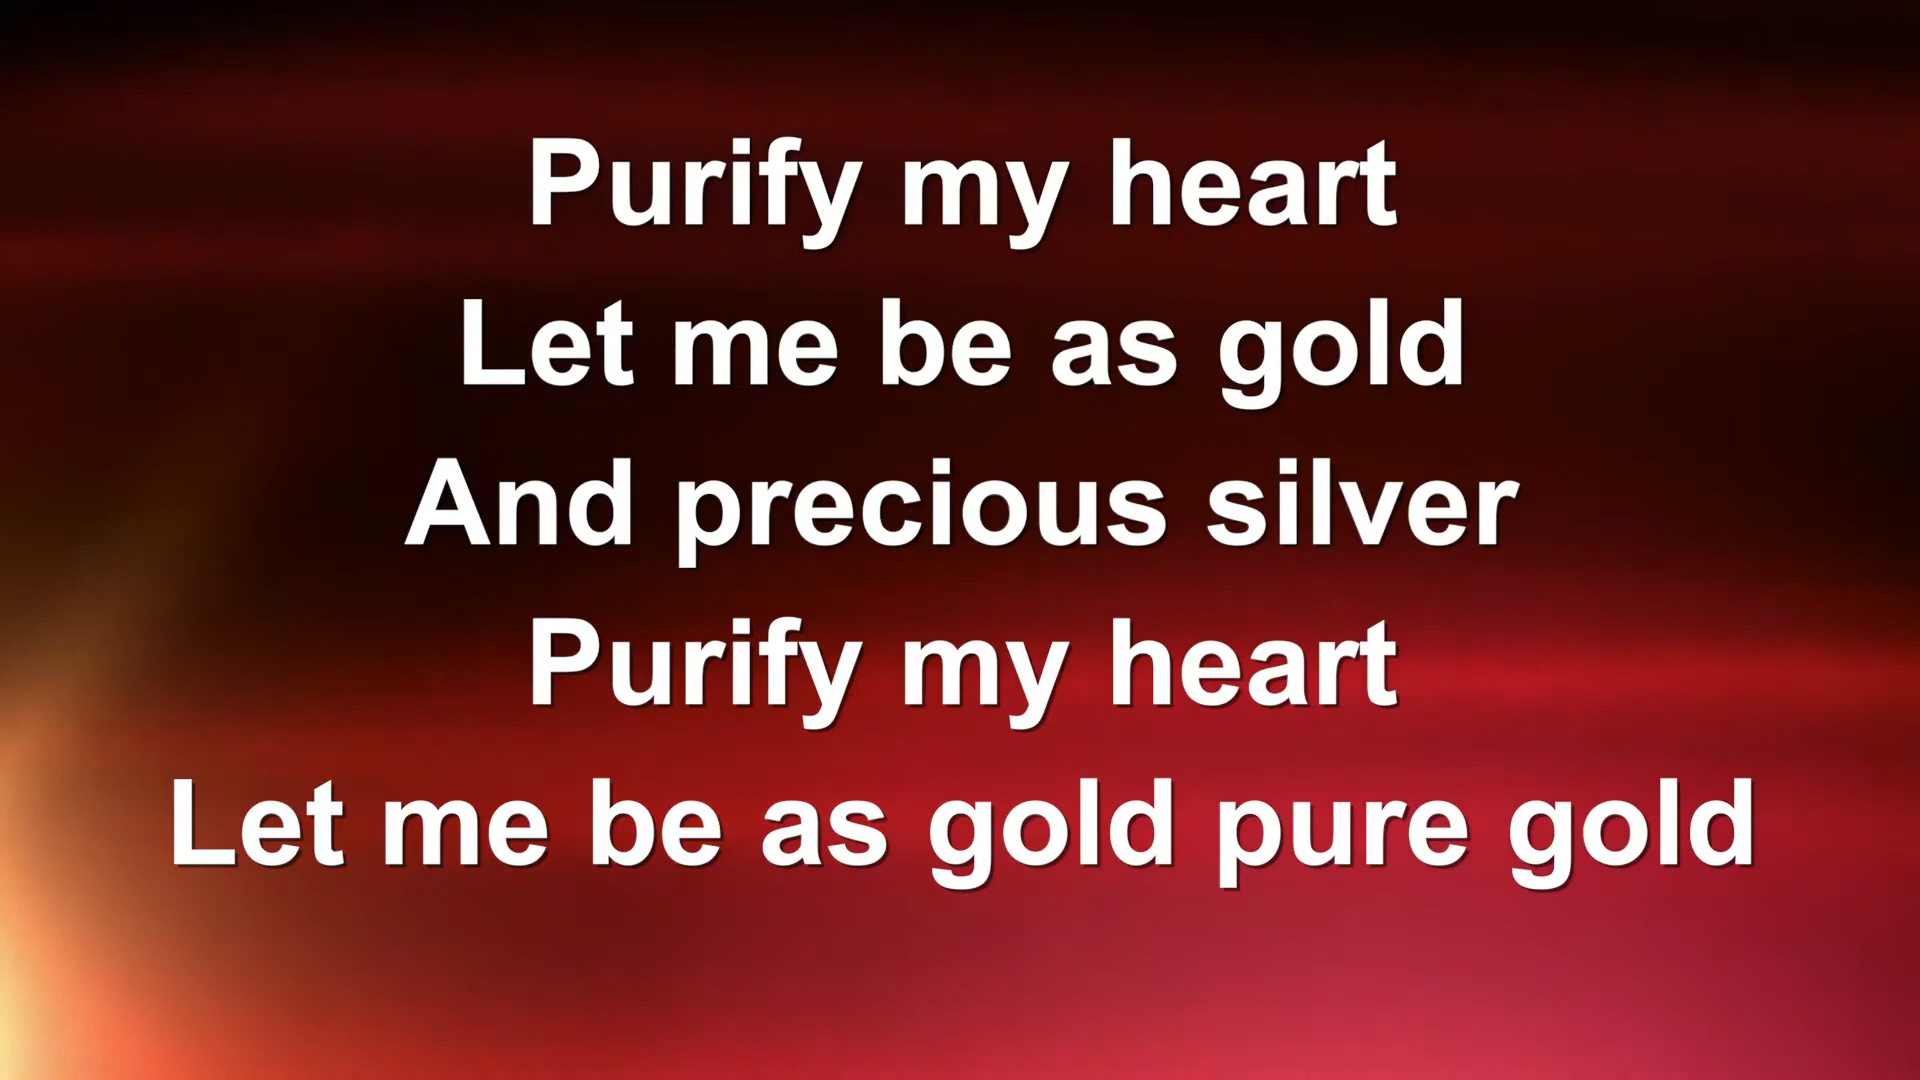 Purify my heart
Let me be as gold
And precious silver
Purify my heart
Let me be as gold pure gold